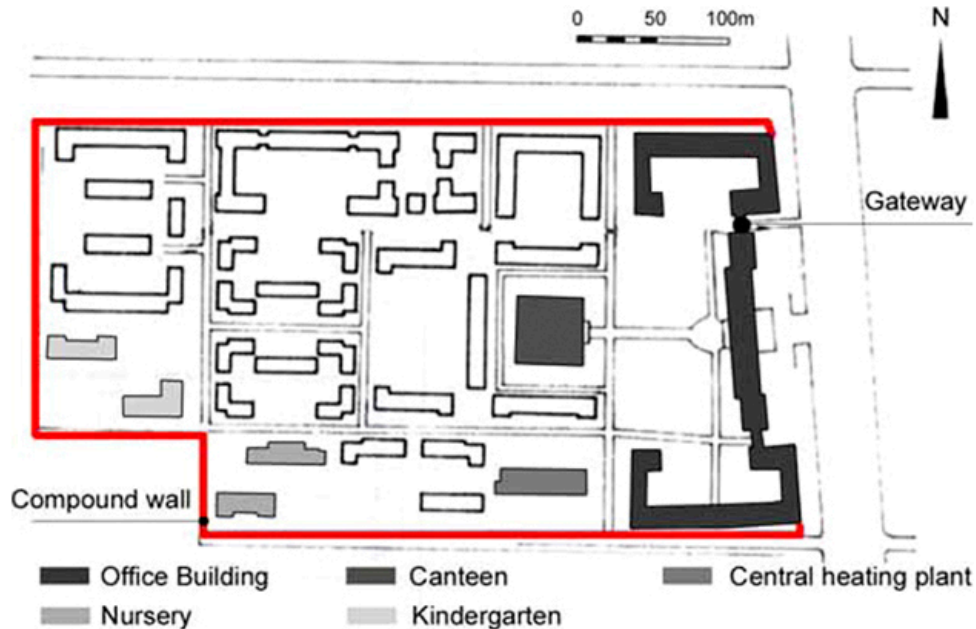 0 50 100m
N
Gateway
Compound wall
Office Building Canteen Central heating plant
Nursery Kindergarten